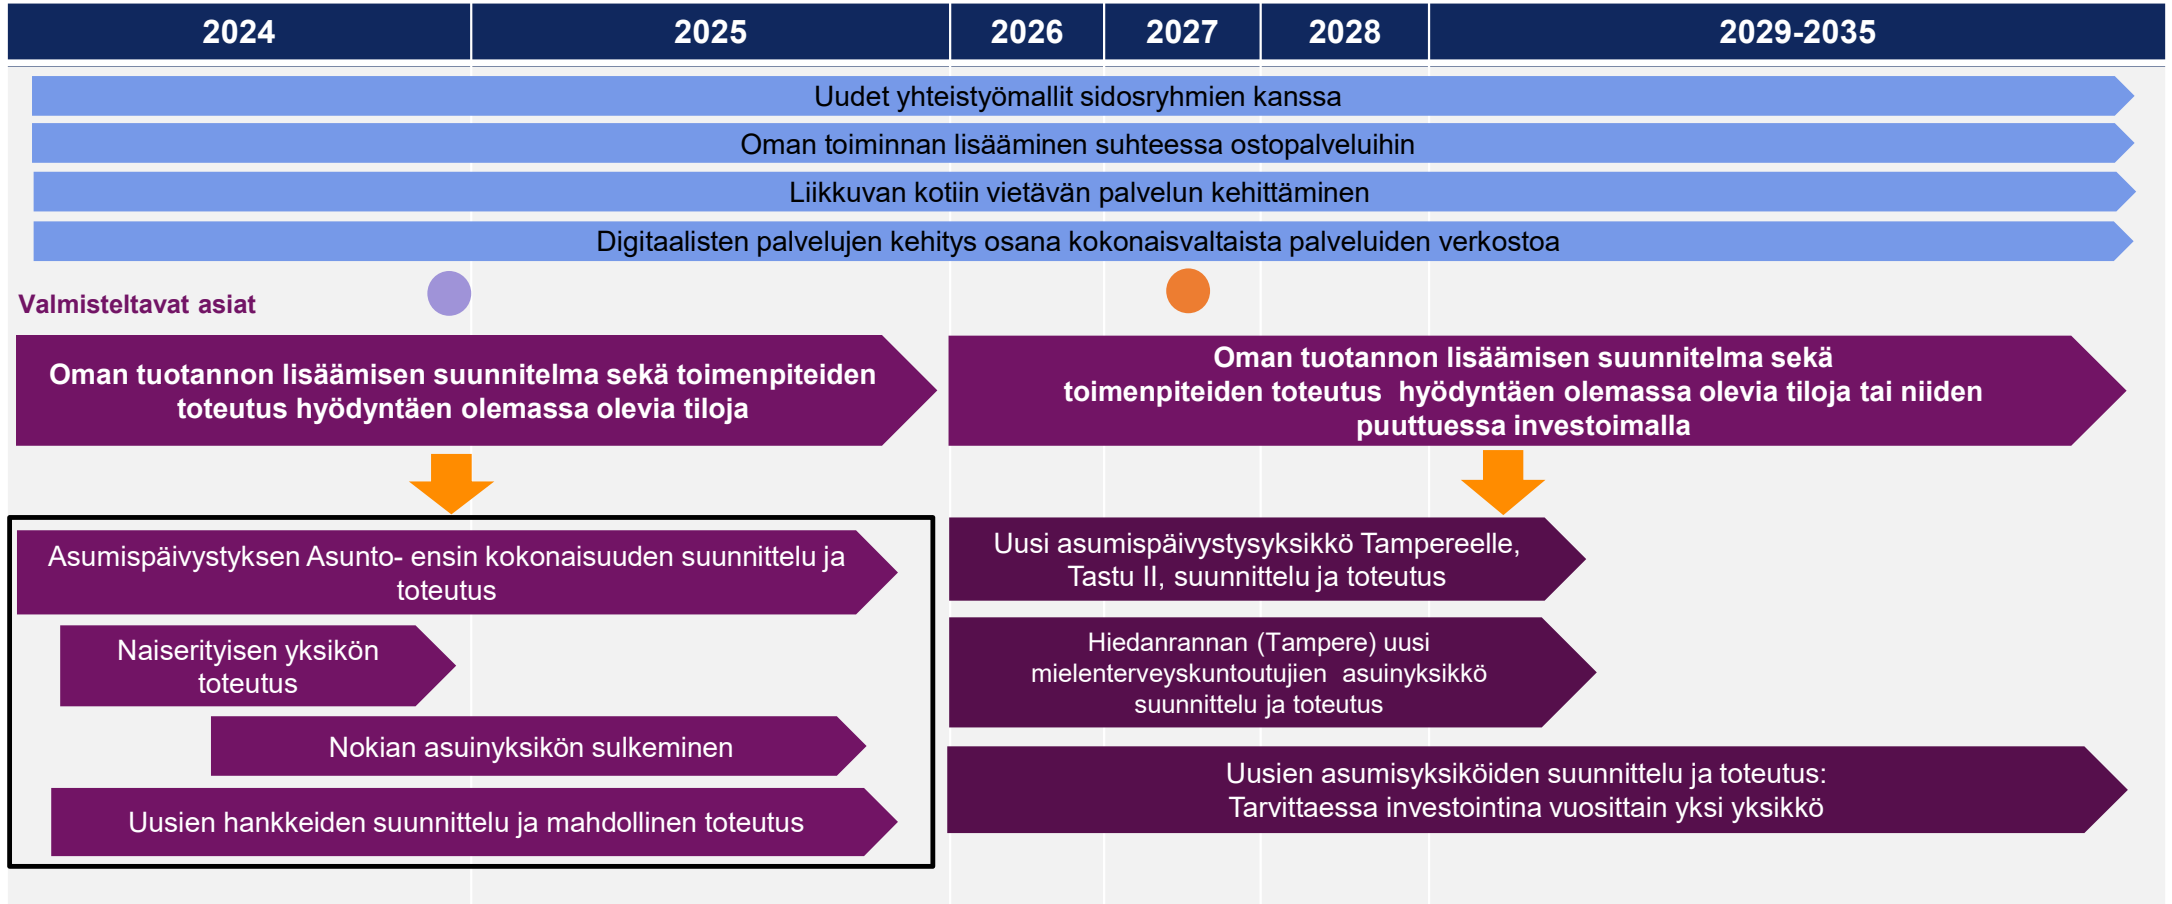 2024 2025 2026 2027 2028 2029-2035
Uudet yhteistyömallit sidosryhmien kanssa
Oman toiminnan lisääminen suhteessa ostopalveluihin
Liikkuvan kotiin vietävän palvelun kehittäminen
Digitaalisten palvelujen kehitys osana kokonaisvaltaista palveluiden verkostoa
Valmisteltavat asiat
Oman tuotannon lisäämisen suunnitelma sekä toimenpiteiden
toteutus hyödyntäen olemassa olevia tiloja
Oman tuotannon lisäämisen suunnitelma sekä
toimenpiteiden toteutus hyödyntäen olemassa olevia tiloja tai niiden
puuttuessa investoimalla
Asumispäivystyksen Asunto- ensin kokonaisuuden suunnittelu ja
toteutus
Naiserityisen yksikön
toteutus
Nokian asuinyksikön sulkeminen
Uusien hankkeiden suunnittelu ja mahdollinen toteutus
Uusi asumispäivystysyksikkö Tampereelle,
Tastu II, suunnittelu ja toteutus
Hiedanrannan (Tampere) uusi
mielenterveyskuntoutujien asuinyksikkö
suunnittelu ja toteutus
Uusien asumisyksiköiden suunnittelu ja toteutus:
Tarvittaessa investointina vuosittain yksi yksikkö